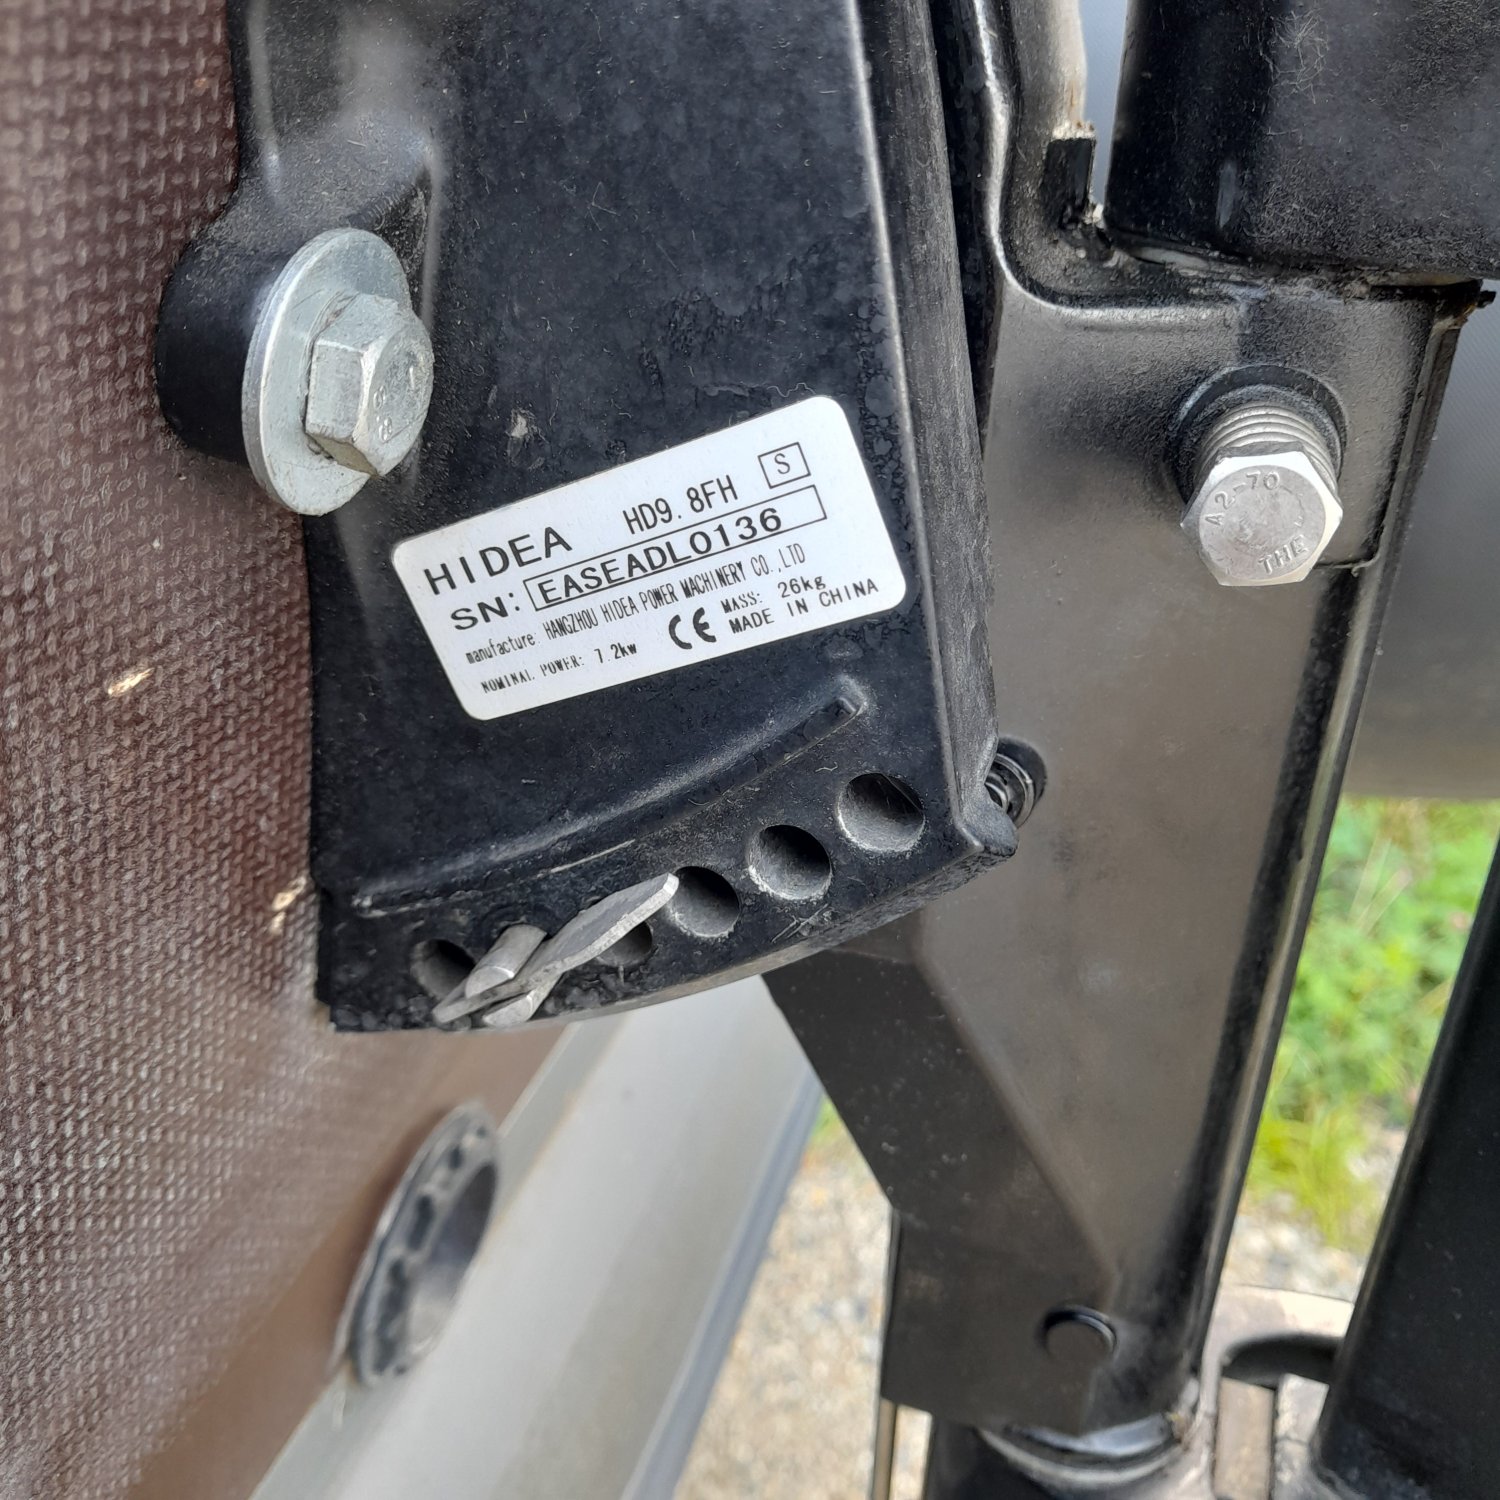 HIDEA HD9.8FH S
SN: EASEADL0136
manufacture: HANGZHOU HIDEA POWER MACHINERY CO.,LTD
NOMINAL POWER: 7.2kw CE MASS: 26kg
MADE IN CHINA
A2-70
THE